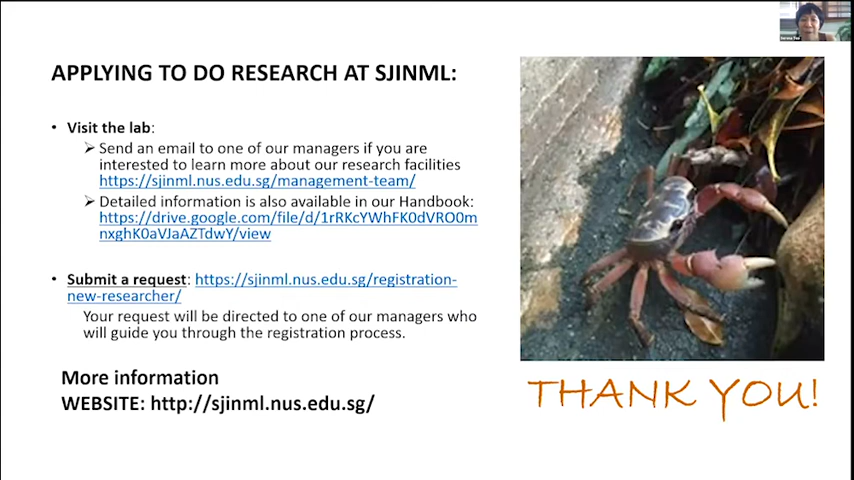 APPLYING TO DO RESEARCH AT SJINML:
• Visit the lab:
➢ Send an email to one of our managers if you are
interested to learn more about our research facilities
https://sjinml.nus.edu.sg/management-team/
➢ Detailed information is also available in our Handbook:
https://drive.google.com/file/d/1rRKcYWhFK0dVRO0m
nxghK0aVJaAZTdwY/view
• Submit a request: https://sjinml.nus.edu.sg/registration-
new-researcher/
Your request will be directed to one of our managers who
will guide you through the registration process.
More information
WEBSITE: http://sjinml.nus.edu.sg/
THANK YOU!